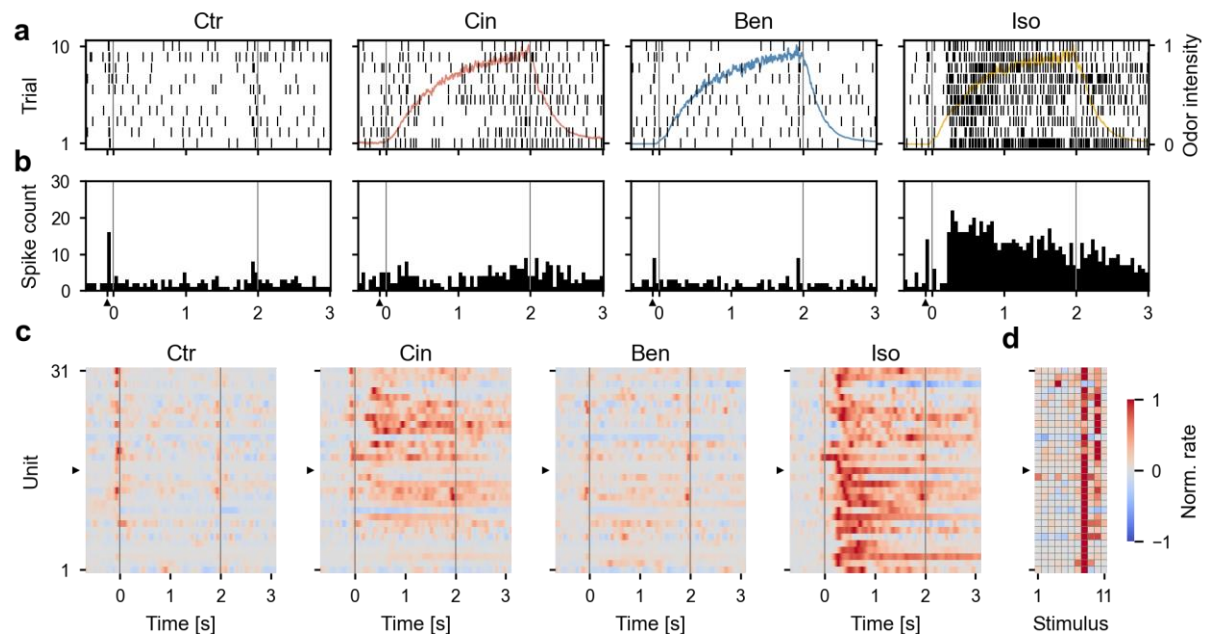 Ctr Cin Ben Iso
a
10 1
Trial Odor intensity
1 0
b
30
20
Spike count
10
0
0 1 2 3 0 1 2 3 0 1 2 3 0 1 2 3
c d
Ctr Cin Ben Iso
31
1
Unit 0 Norm. rate
−1
1
0 1 2 3 0 1 2 3 0 1 2 3 0 1 2 3 1 11
Time [s] Time [s] Time [s] Time [s] Stimulus